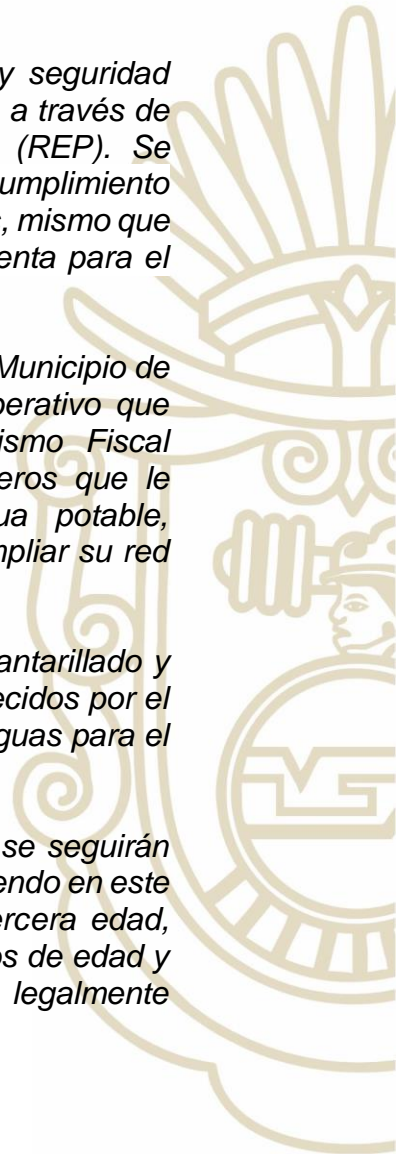 y seguridad
a través de
(REP). Se
umplimiento
, mismo que
enta para el
Municipio de
perativo que
ismo Fiscal
eros que le
ua potable,
mpliar su red
antarillado y
ecidos por el
guas para el
se seguirán
endo en este
ercera edad,
os de edad y
legalmente